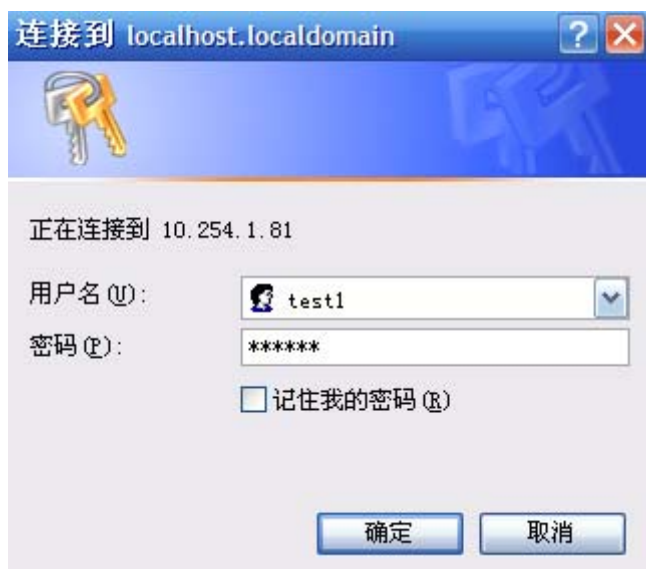 连接到 localhost.localdomain
正在连接到 10.254.1.81
用户名(U): test1
密码(P): ******
记住我的密码(R)
确定 取消